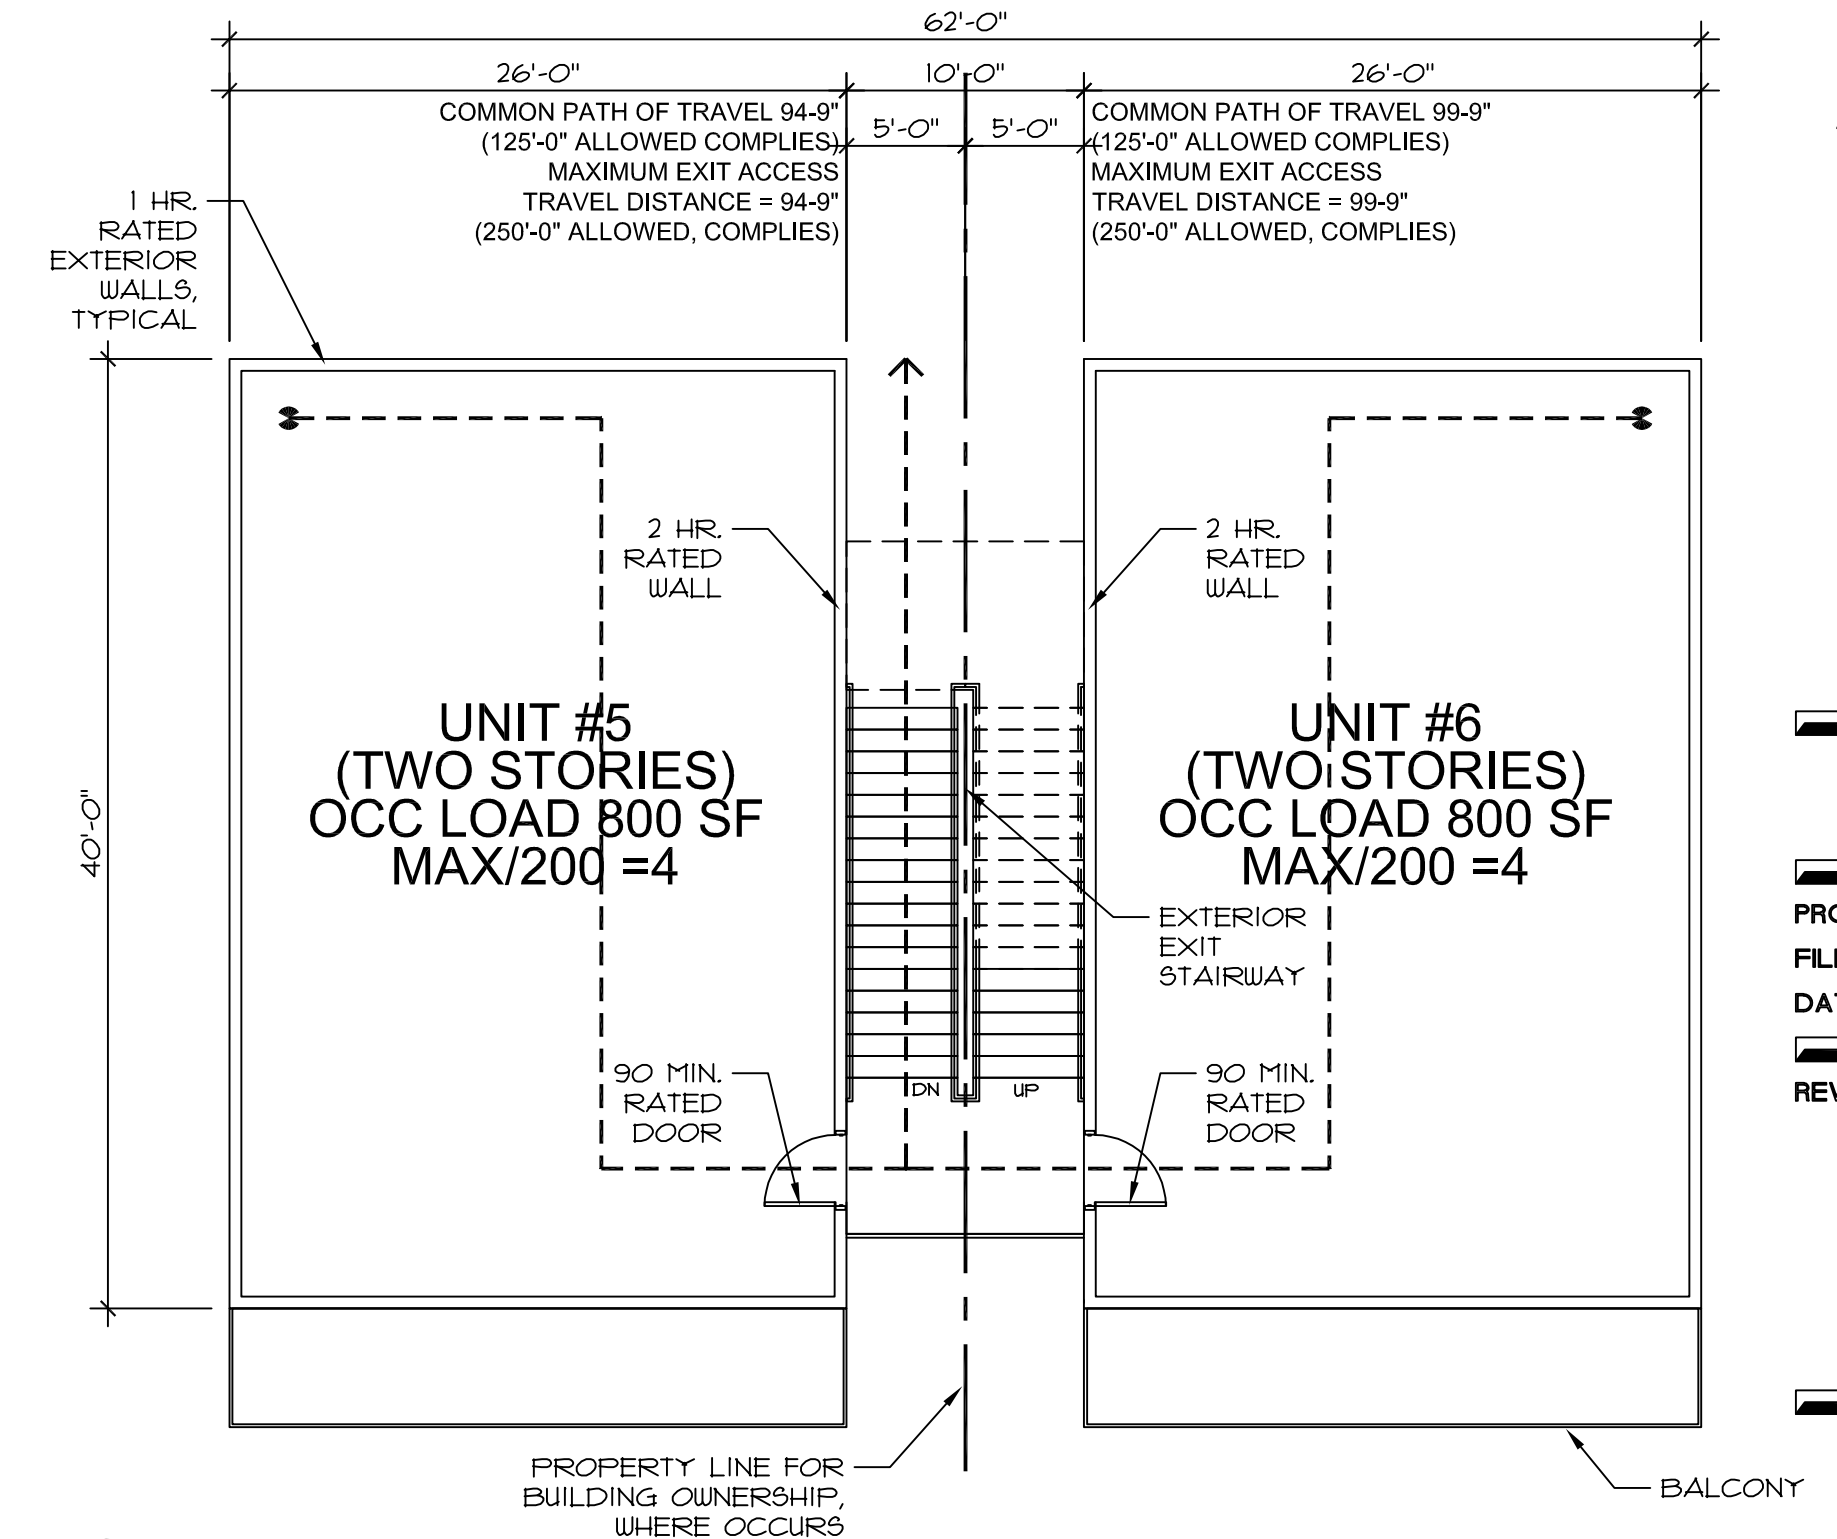 62'-0"
26'-0"
10'-0"
26'-0"
COMMON PATH OF TRAVEL 94-9"
(125'-0" ALLOWED COMPLIES)
MAXIMUM EXIT ACCESS
TRAVEL DISTANCE = 94-9"
(250'-0" ALLOWED, COMPLIES)
5'-0"
5'-0"
COMMON PATH OF TRAVEL 99-9"
(125'-0" ALLOWED COMPLIES)
MAXIMUM EXIT ACCESS
TRAVEL DISTANCE = 99-9"
(250'-0" ALLOWED, COMPLIES)
1 HR.
RATED
EXTERIOR
WALLS,
TYPICAL
40'-0"
2 HR.
RATED
WALL
2 HR.
RATED
WALL
UNIT #5
(TWO STORIES)
OCC LOAD 800 SF
MAX/200 =4
UNIT #6
(TWO STORIES)
OCC LOAD 800 SF
MAX/200 =4
EXTERIOR
EXIT
STAIRWAY
90 MIN.
RATED
DOOR
DN
UP
90 MIN.
RATED
DOOR
PROPERTY LINE FOR
BUILDING OWNERSHIP,
WHERE OCCURS
BALCONY